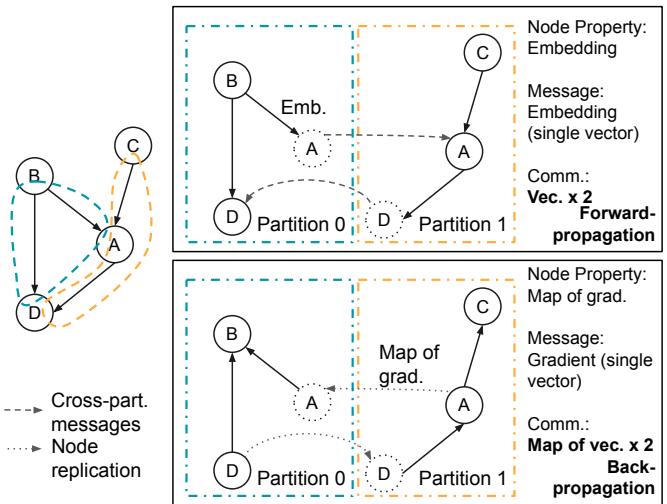 B
C
A
D
Cross-part.
messages
Node
replication
B
Emb.
A
D
Partition 0
C
A
D
Partition 1
Node Property:
Embedding
Message:
Embedding
(single vector)
Comm.:
Vec. x 2
Forward-
propagation
B
A
D
Partition 0
Map of
grad.
C
A
D
Partition 1
Node Property:
Map of grad.
Message:
Gradient (single
vector)
Comm.:
Map of vec. x 2
Back-
propagation